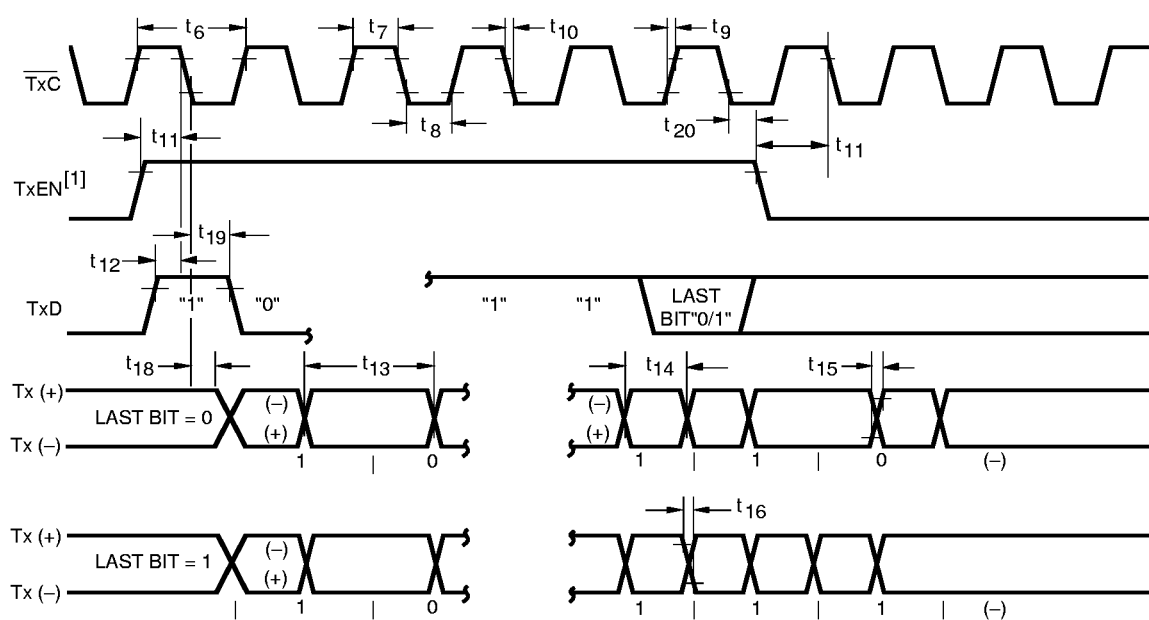 t6 t7 t10 t9
TxC
t11 t8 t20 t11
TxEN[1]
t19
t12
TxD "1" "0" "1" "1" LAST
BIT"0/1"
t18 t13 t14 t15
Tx (+) (–) (–)
LAST BIT = 0
(+) (+)
Tx (–)
1 | 0 1 | 1 | 0 (–)
t16
Tx (+) (–)
LAST BIT = 1
(+)
Tx (–)
| 1 | 0 1 | 1 | 1 | (–)